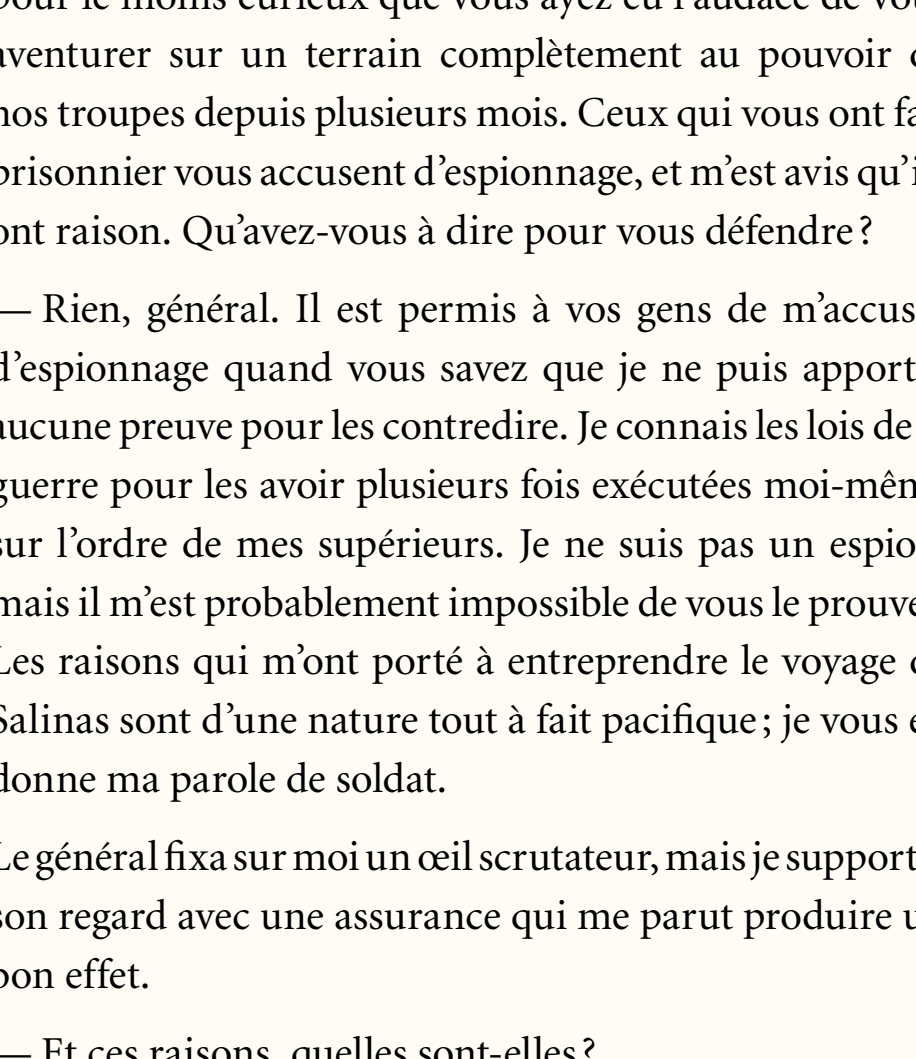 pour le moins curieux que vous ayez eu l'audace de vou
aventurer sur un terrain complètement au pouvoir d
nos troupes depuis plusieurs mois. Ceux qui vous ont fa
prisonnier vous accusent d'espionnage, et m'est avis qu'i
ont raison. Qu'avez-vous à dire pour vous défendre ?
— Rien, général. Il est permis à vos gens de m'accus
d'espionnage quand vous savez que je ne puis apport
aucune preuve pour les contredire. Je connais les lois de
guerre pour les avoir plusieurs fois exécutées moi-mêm
sur l'ordre de mes supérieurs. Je ne suis pas un espio
mais il m'est probablement impossible de vous le prouve
Les raisons qui m'ont porté à entreprendre le voyage d
Salinas sont d'une nature tout à fait pacifique ; je vous e
donne ma parole de soldat.
Le général fixa sur moi un œil scrutateur, mais je support
son regard avec une assurance qui me parut produire u
bon effet.
— Et ces raisons, quelles sont-elles ?